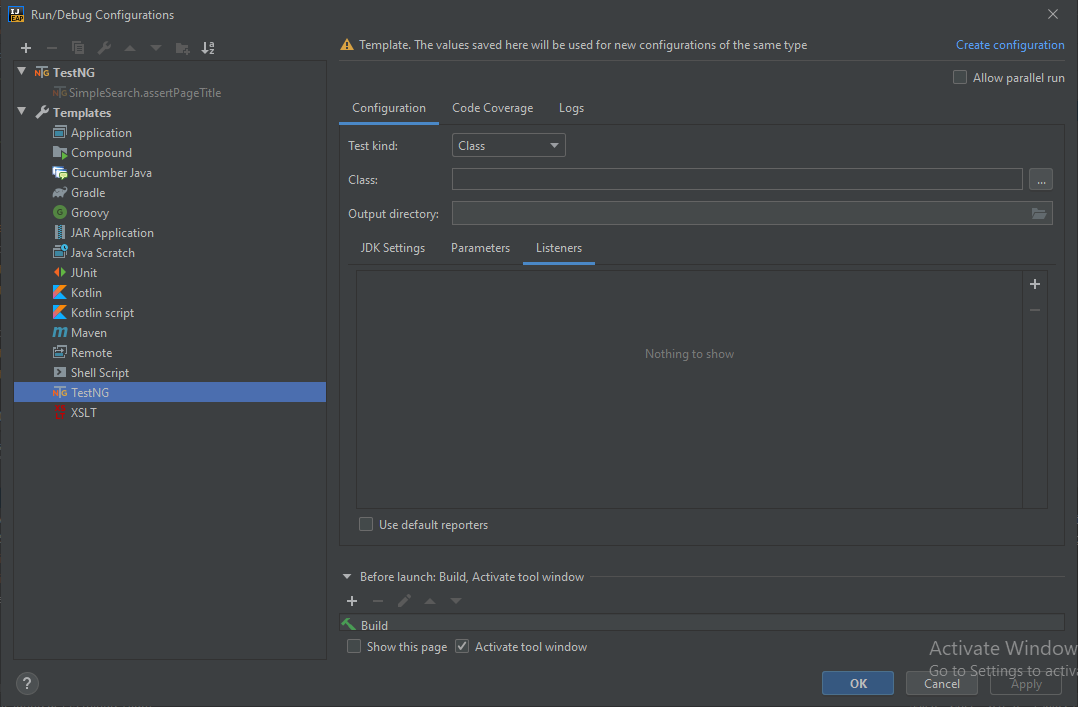 Run/Debug Configurations
Template. The values saved here will be used for new configurations of the same type
Create configuration
Allow parallel run
TestNG
SimpleSearch.assertPageTitle
Templates
Application
Compound
Cucumber Java
Gradle
Groovy
JAR Application
Java Scratch
JUnit
Kotlin
Kotlin script
Maven
Remote
Shell Script
TestNG
XSLT
Configuration Code Coverage Logs
Test kind: Class
Class: ...
Output directory:
JDK Settings Parameters Listeners
Nothing to show
Use default reporters
Before launch: Build, Activate tool window
Build
Show this page Activate tool window
Activate Window
Go to Settings to activa
? OK Cancel Apply